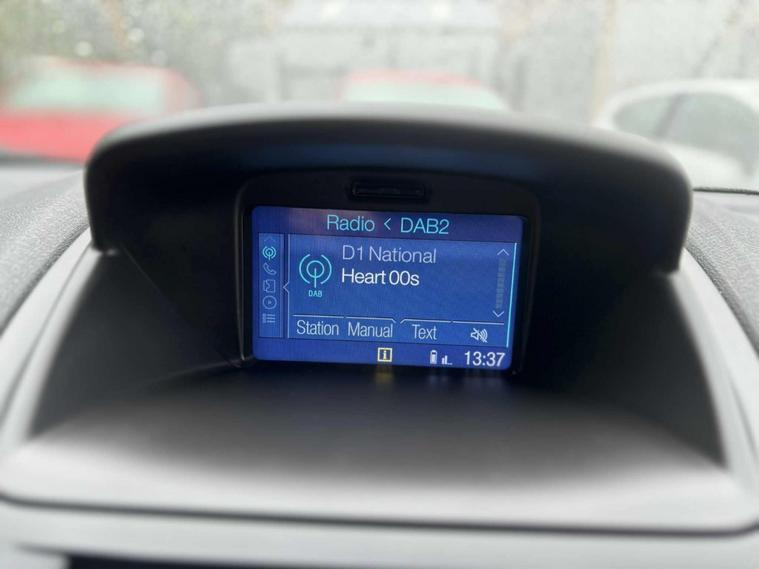 Radio < DAB2
D1 National
Heart 00s
DAB
Station Manual Text
i 13:37